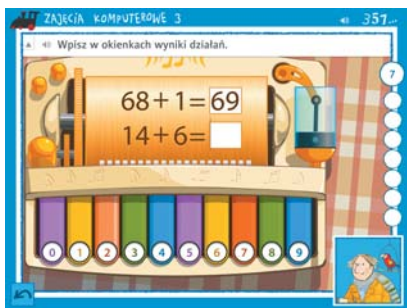 ZAJĘCIA KOMPUTEROWE 3
357...
Wpisz w okienkach wyniki działań.
7
68+1=69
14+6=
0 1 2 3 4 5 6 7 8 9